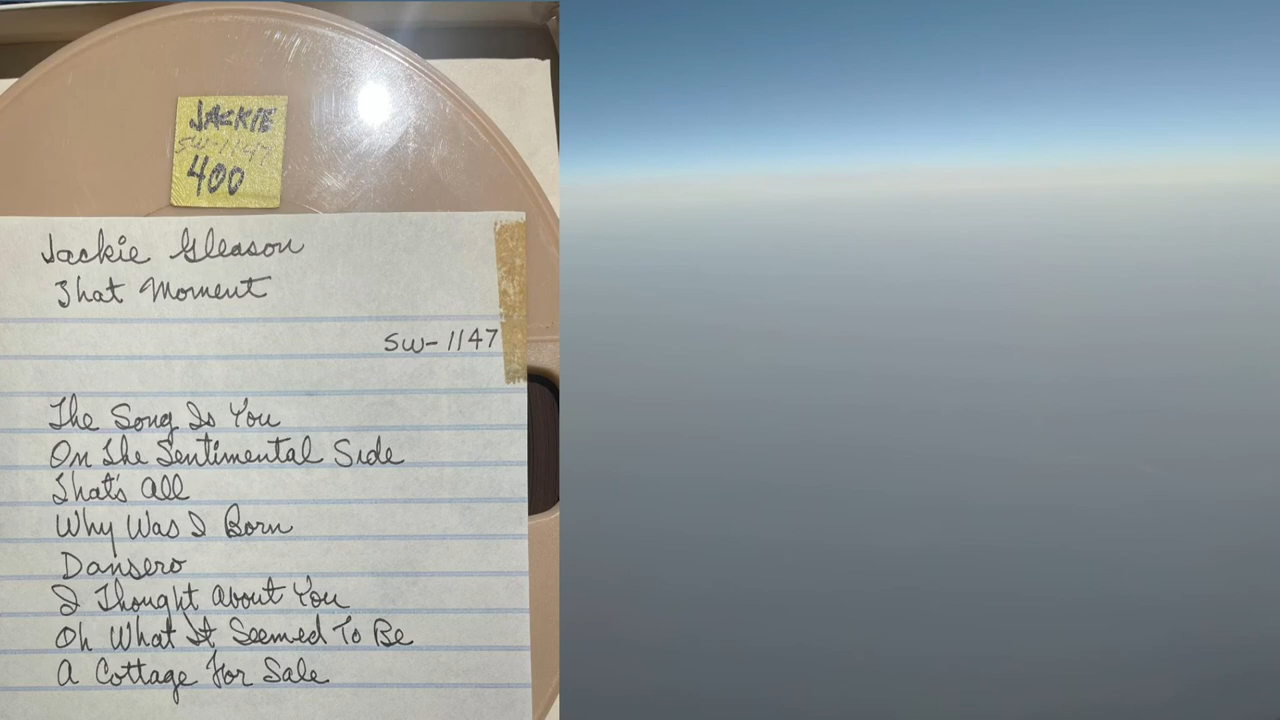 JACKIE
SW-1147
400
Jackie Gleason
That Moment
SW-1147
The Song Is You
On The Sentimental Side
That's All
Why Was I Born
Dansero
I Thought About You
Oh What It Seemed To Be
A Cottage For Sale